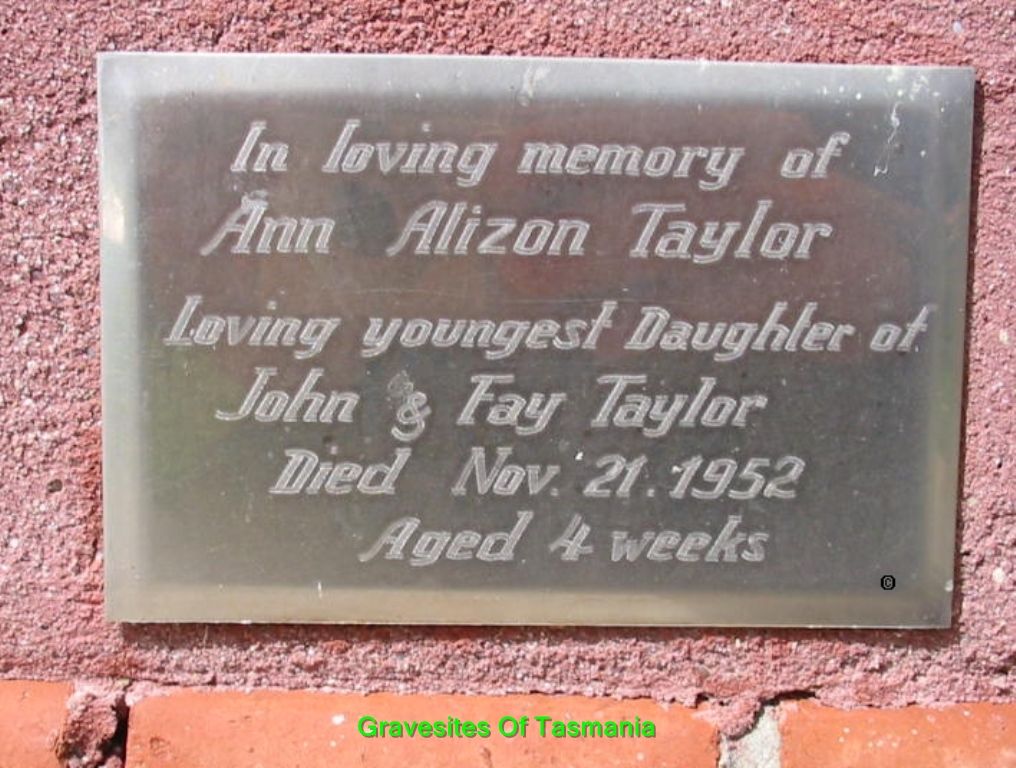 In loving memory of
Ann Alizon Taylor
Loving youngest Daughter of
John & Fay Taylor
Died Nov. 21. 1952
Aged 4 weeks
©
Gravesites Of Tasmania